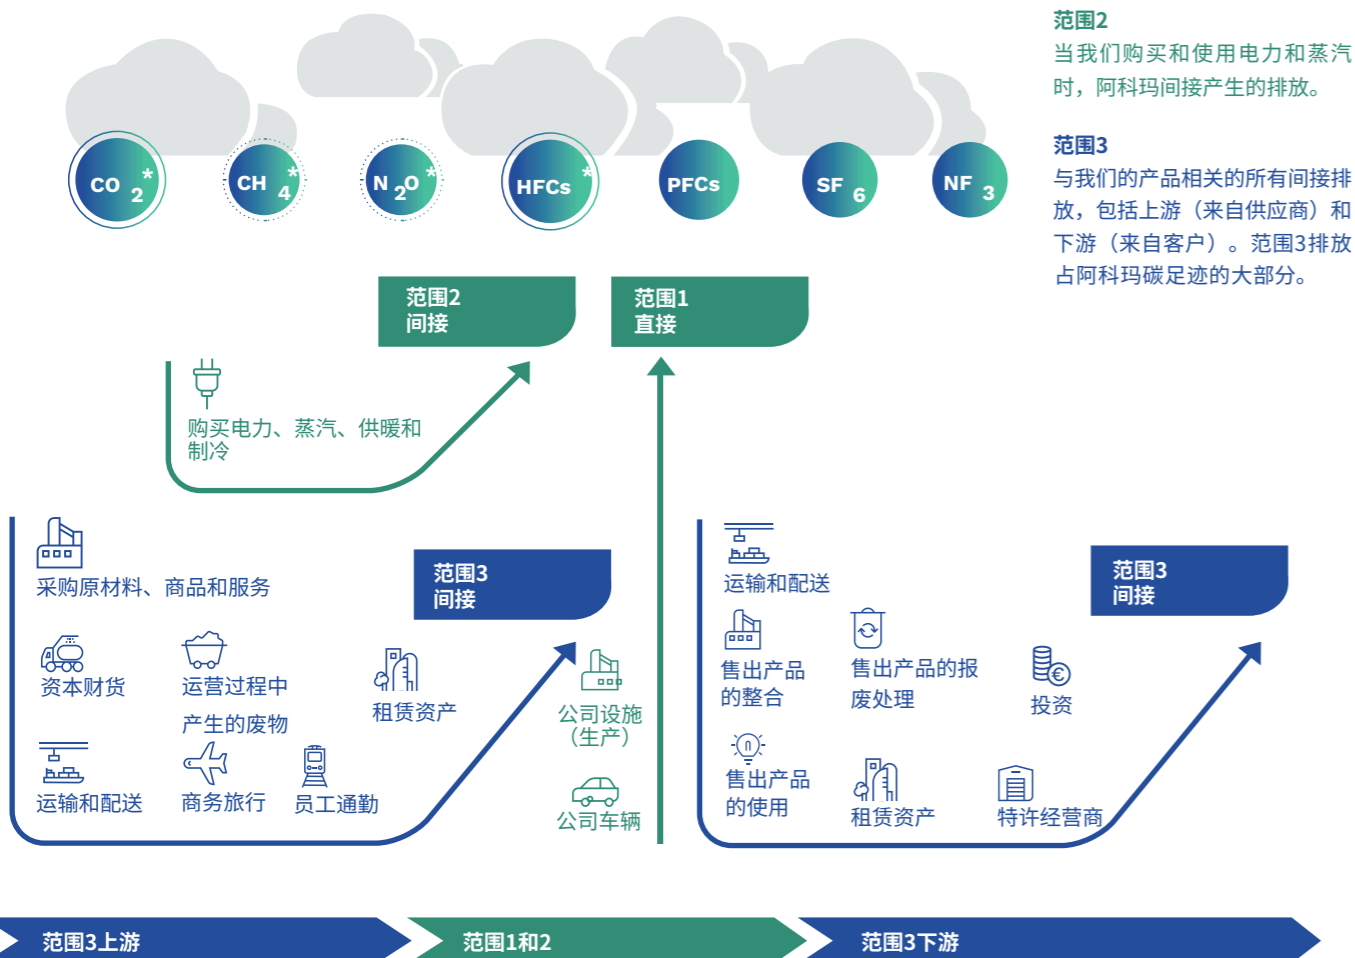 范围2
当我们购买和使用电力和蒸汽
时，阿科玛间接产生的排放。
范围3
与我们的产品相关的所有间接排
放，包括上游（来自供应商）和
下游（来自客户）。范围3排放
占阿科玛碳足迹的大部分。
CO 2*
CH 4*
N 2O*
HFCs*
PFCs
SF 6
NF 3
范围2
间接
范围1
直接
购买电力、蒸汽、供暖和
制冷
采购原材料、商品和服务
范围3
间接
资本财货
运营过程中
产生的废物
租赁资产
运输和配送
商务旅行
员工通勤
公司设施
（生产）
公司车辆
运输和配送
范围3
间接
售出产品
的整合
售出产品的报
废处理
投资
售出产品
的使用
租赁资产
特许经营商
范围3上游
范围1和2
范围3下游